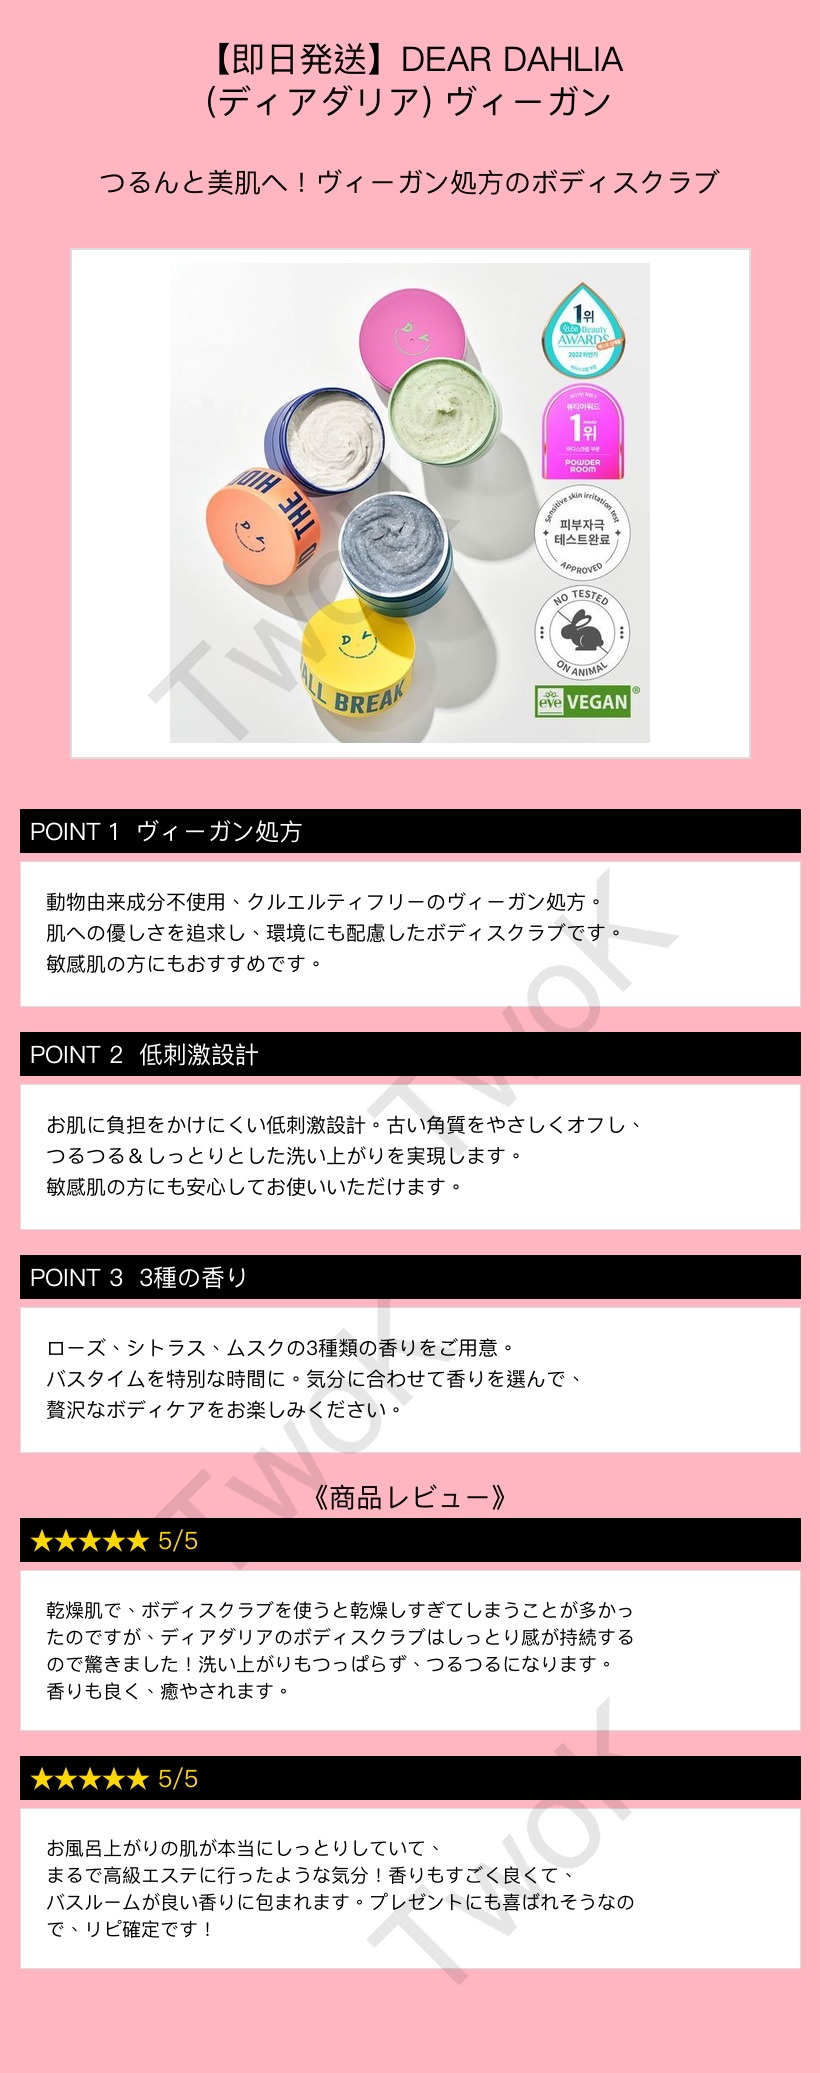 【即日発送】DEAR DAHLIA
(ディアダリア) ヴィーガン
つるんと美肌へ！ヴィーガン処方のボディスクラブ
1위
Beauty
AWARDS
2022 하반기
뷰티어워드
1위
바디스크럽 부문
POWDER
ROOM
Sensitive skin irritation test
피부자극
테스트완료
APPROVED
NO TESTED
ON ANIMAL
eve VEGAN®
D
THE HID
D
ALL BREAK
TwoK
POINT 1 ヴィーガン処方
動物由来成分不使用、クルエルティフリーのヴィーガン処方。
肌への優しさを追求し、環境にも配慮したボディスクラブです。
敏感肌の方にもおすすめです。
TwoK
POINT 2 低刺激設計
お肌に負担をかけにくい低刺激設計。古い角質をやさしくオフし、
つるつる＆しっとりとした洗い上がりを実現します。
敏感肌の方にも安心してお使いいただけます。
POINT 3 3種の香り
ローズ、シトラス、ムスクの3種類の香りをご用意。
バスタイムを特別な時間に。気分に合わせて香りを選んで、
贅沢なボディケアをお楽しみください。
TwoK
《商品レビュー》
★★★★★ 5/5
乾燥肌で、ボディスクラブを使うと乾燥しすぎてしまうことが多かっ
たのですが、ディアダリアのボディスクラブはしっとり感が持続する
ので驚きました！洗い上がりもつっぱらず、つるつるになります。
香りも良く、癒やされます。
★★★★★ 5/5
お風呂上がりの肌が本当にしっとりしていて、
まるで高級エステに行ったような気分！香りもすごく良くて、
バスルームが良い香りに包まれます。プレゼントにも喜ばれそうなの
で、リピ確定です！
TwoK